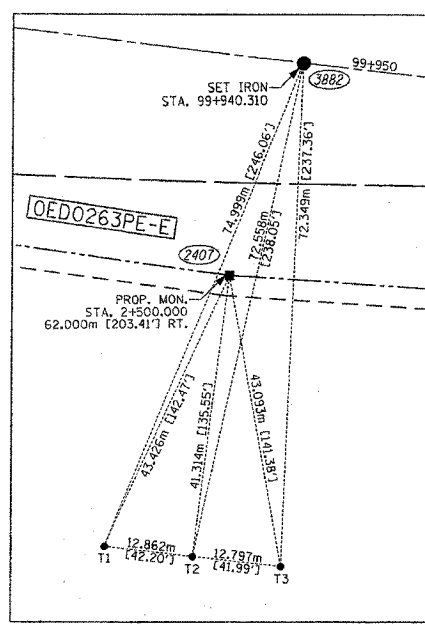 99+950
3882
SET IRON
STA. 99+940.310
74.999m [246.06']
72.558m
[238.05']
72.349m [237.36']
0ED0263PE-E
2407
PROP. MON.
STA. 2+500.000
62.000m [203.41'] RT.
43.426m [142.47']
41.314m [135.55']
43.093m [141.38']
12.862m
[42.20']
12.797m
[41.99']
T1
T2
T3